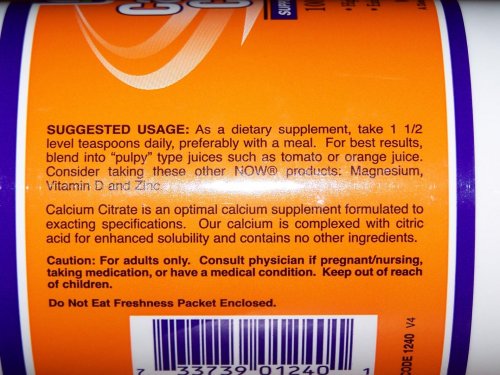 SUGGESTED USAGE: As a dietary supplement, take 1 1/2
level teaspoons daily, preferably with a meal. For best results,
blend into "pulpy" type juices such as tomato or orange juice.
Consider taking these other NOW® products: Magnesium,
Vitamin D and Zinc.
Calcium Citrate is an optimal calcium supplement formulated to
exacting specifications. Our calcium is complexed with citric
acid for enhanced solubility and contains no other ingredients.
Caution: For adults only. Consult physician if pregnant/nursing,
taking medication, or have a medical condition. Keep out of reach
of children.
Do Not Eat Freshness Packet Enclosed.
7 33739 01240 1
CODE 1240 V4